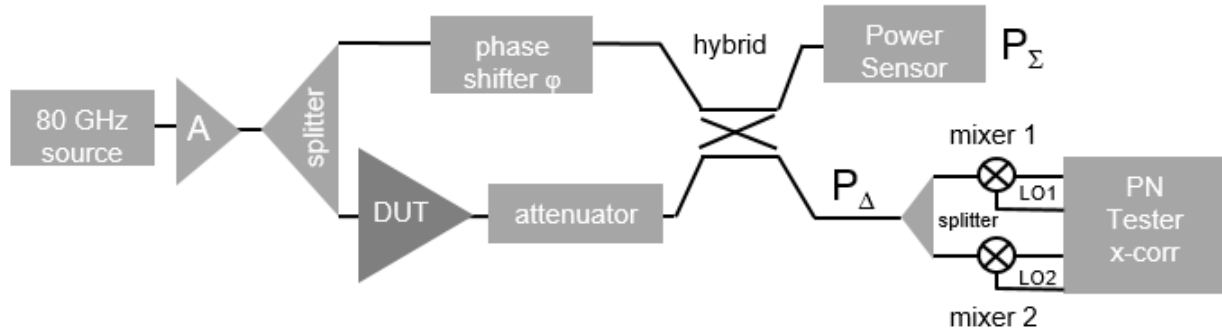 80 GHz
source
A
splitter
phase
shifter φ
DUT
attenuator
hybrid
Power
Sensor
P_Σ
P_Δ
splitter
mixer 1
LO1
LO2
mixer 2
PN
Tester
x-corr